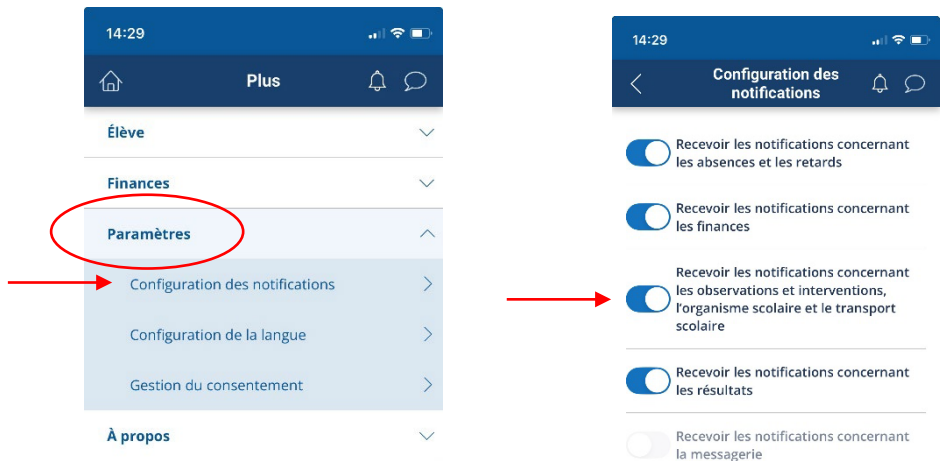 14:29
Plus
Élève
Finances
Paramètres
Configuration des notifications
Configuration de la langue
Gestion du consentement
À propos
14:29
Configuration des
notifications
Recevoir les notifications concernant
les absences et les retards
Recevoir les notifications concernant
les finances
Recevoir les notifications concernant
les observations et interventions,
l'organisme scolaire et le transport
scolaire
Recevoir les notifications concernant
les résultats
Recevoir les notifications concernant
la messagerie